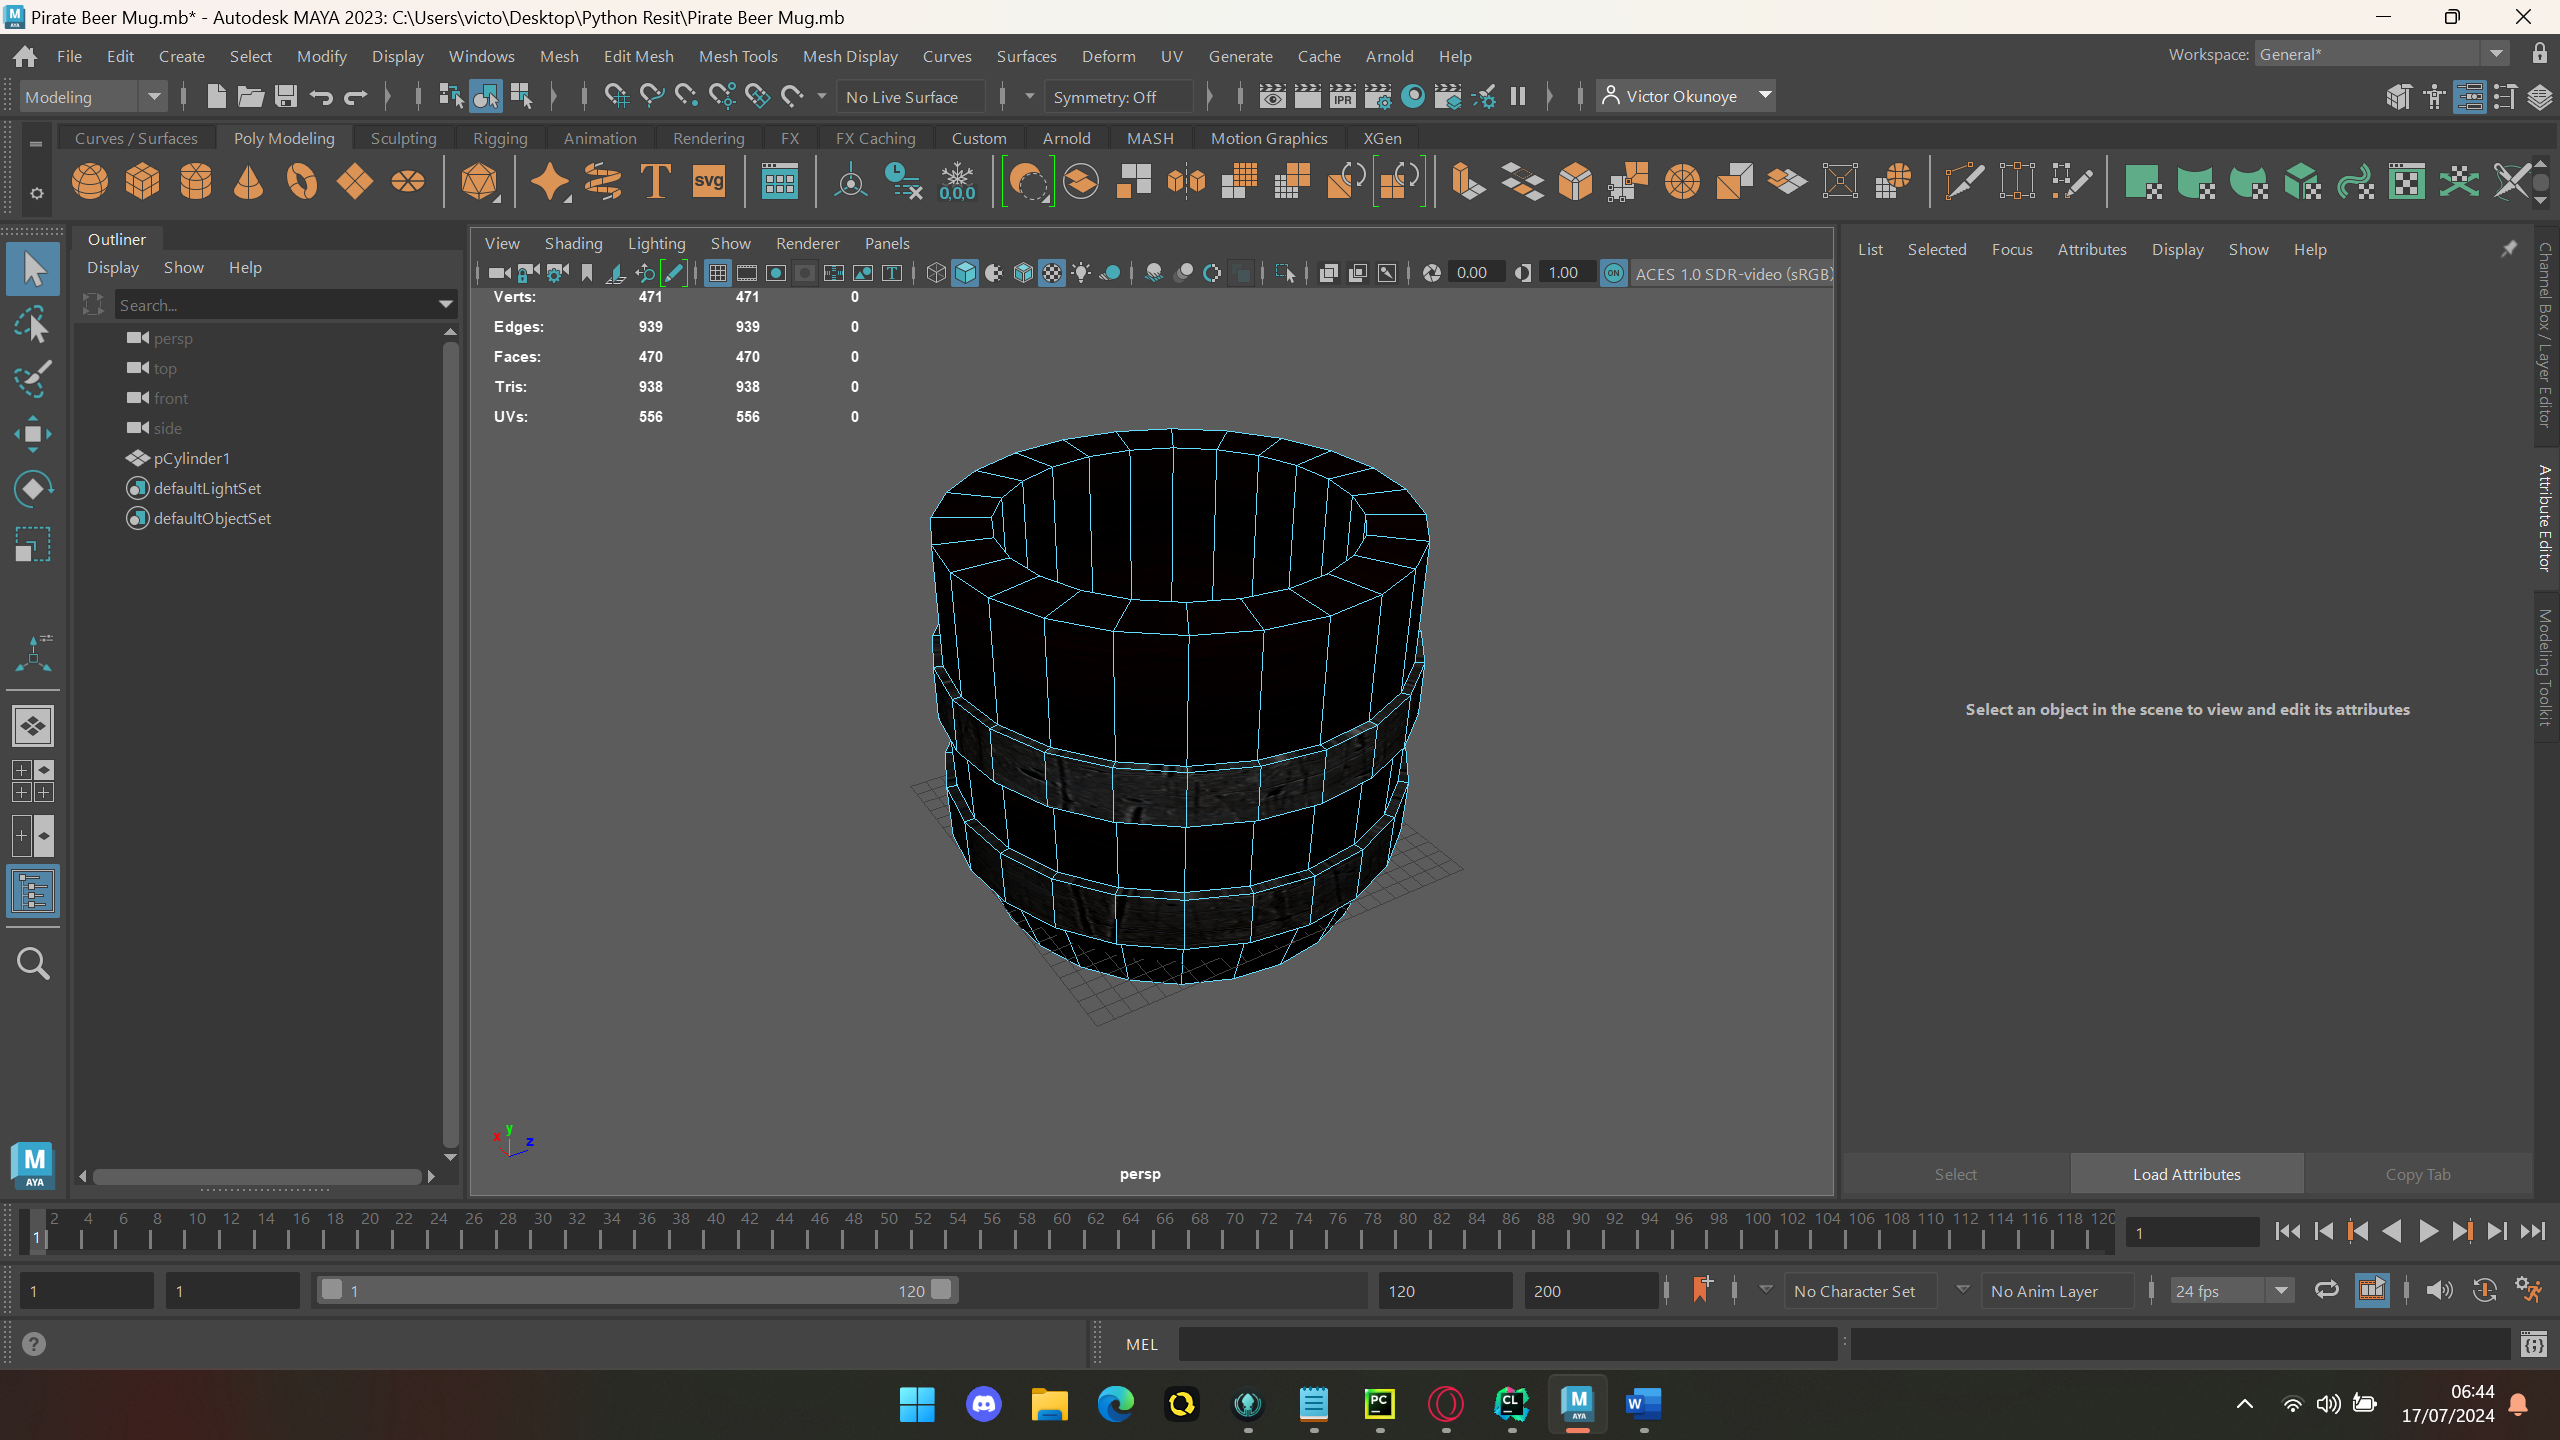 Pirate Beer Mug.mb* - Autodesk MAYA 2023: C:\Users\victo\Desktop\Python Resit\Pirate Beer Mug.mb
File Edit Create Select Modify Display Windows Mesh Edit Mesh Mesh Tools Mesh Display Curves Surfaces Deform UV Generate Cache Arnold Help
Workspace: General*
Modeling
No Live Surface
Symmetry: Off
IPR
Victor Okunoye
Curves / Surfaces Poly Modeling Sculpting Rigging Animation Rendering FX FX Caching Custom Arnold MASH Motion Graphics XGen
T svg 0,0,0
Outliner
Display Show Help
Search...
persp
top
front
side
pCylinder1
defaultLightSet
defaultObjectSet
View Shading Lighting Show Renderer Panels
0.00 1.00 ON ACES 1.0 SDR-video (sRGB)
Verts: 471 471 0
Edges: 939 939 0
Faces: 470 470 0
Tris: 938 938 0
UVs: 556 556 0
x y z
persp
List Selected Focus Attributes Display Show Help
Select an object in the scene to view and edit its attributes
Select Load Attributes Copy Tab
Channel Box / Layer Editor
Attribute Editor
Modeling Toolkit
M
AYA
2 4 6 8 10 12 14 16 18 20 22 24 26 28 30 32 34 36 38 40 42 44 46 48 50 52 54 56 58 60 62 64 66 68 70 72 74 76 78 80 82 84 86 88 90 92 94 96 98 100 102 104 106 108 110 112 114 116 118 120
1
1
1 1 1 120 120 200 No Character Set No Anim Layer 24 fps
MEL
PC CL M AYA W
06:44
17/07/2024